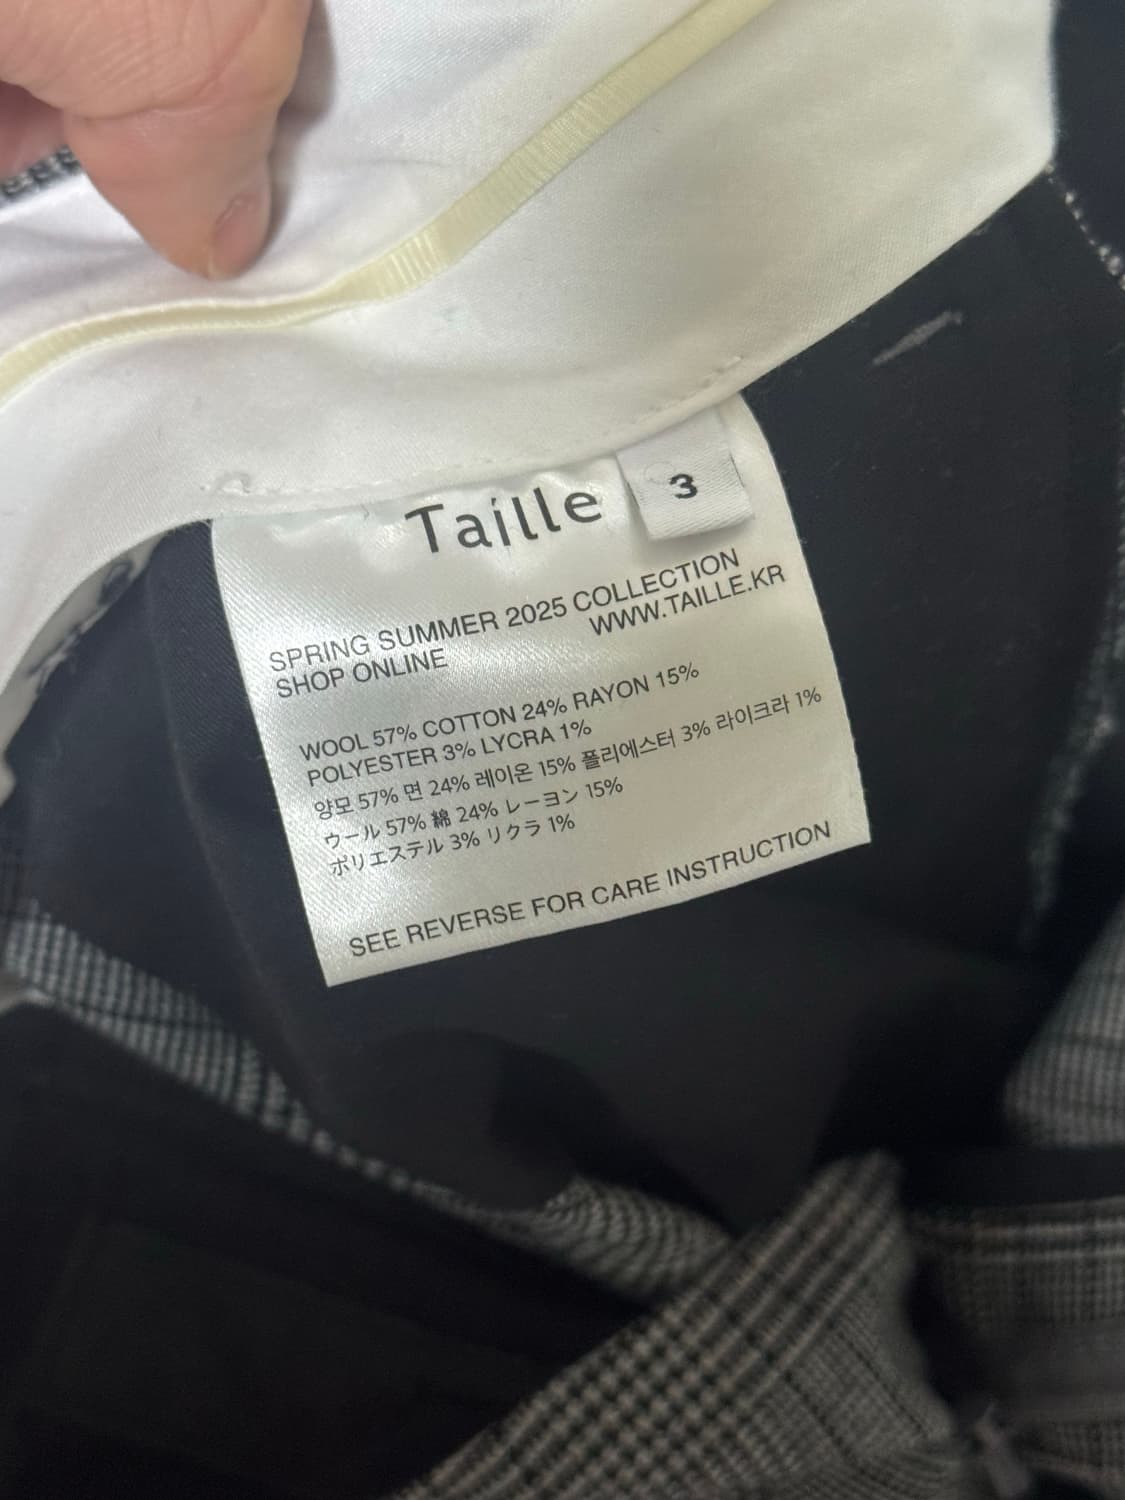 Taille
3
SPRING SUMMER 2025 COLLECTION
SHOP ONLINE WWW.TAILLE.KR
WOOL 57% COTTON 24% RAYON 15%
POLYESTER 3% LYCRA 1%
양모 57% 면 24% 레이온 15% 폴리에스터 3% 라이크라 1%
ウール 57% 綿 24% レーヨン 15%
ポリエステル 3% リクラ 1%
SEE REVERSE FOR CARE INSTRUCTION